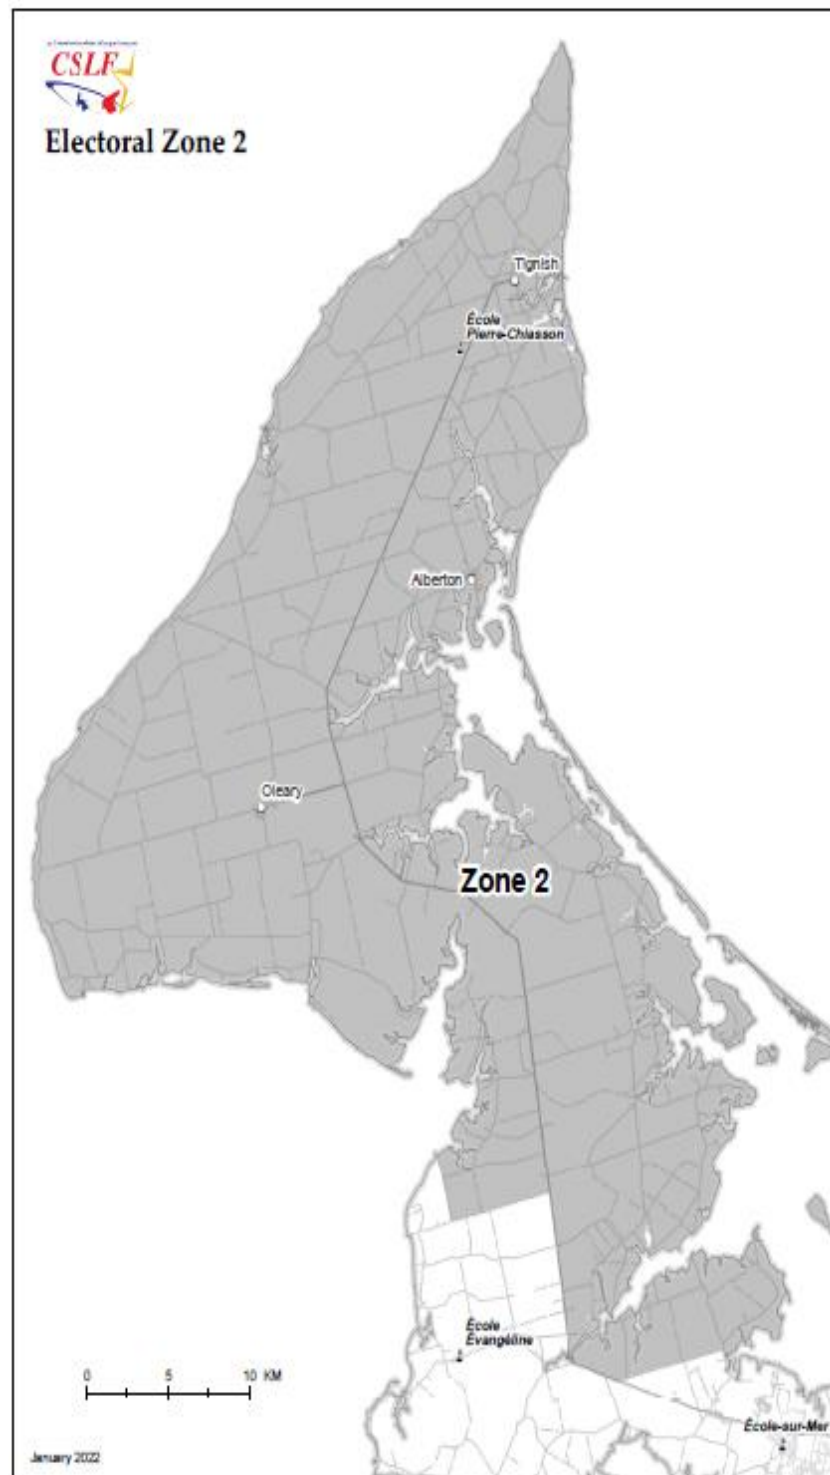 CSLF
Electoral Zone 2
Tignish
École
Pierre-Chiasson
Alberton
Oleary
Zone 2
École
Évangéline
0 5 10 KM
École-sur-Mer
January 2022